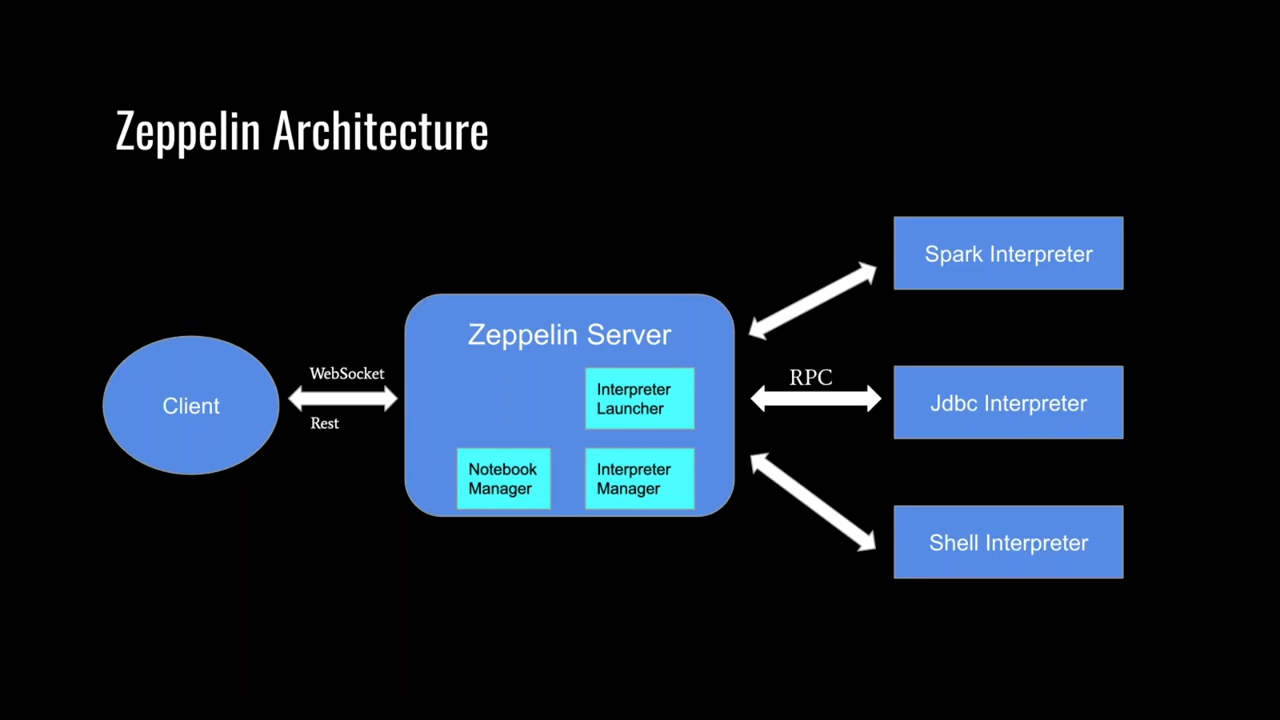 Zeppelin Architecture
Client
WebSocket
Rest
Zeppelin Server
Interpreter
Launcher
Notebook
Manager
Interpreter
Manager
RPC
Spark Interpreter
Jdbc Interpreter
Shell Interpreter